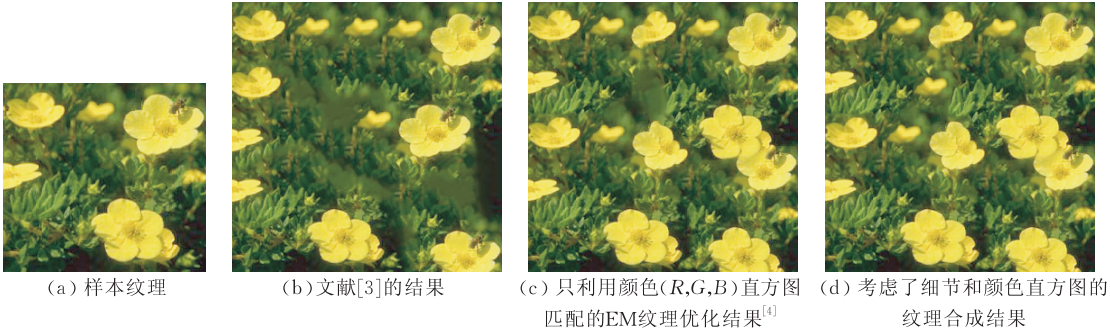 (a) 样本纹理
(b) 文献[3]的结果
(c) 只利用颜色(R,G,B)直方图
匹配的EM纹理优化结果[4]
(d) 考虑了细节和颜色直方图的
纹理合成结果